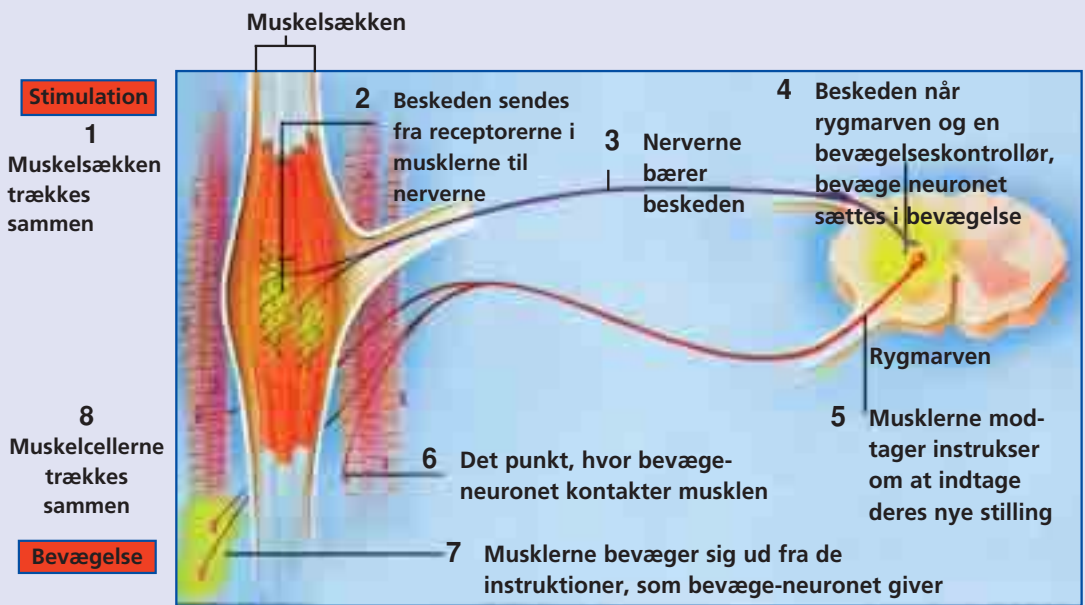 Muskelsækken
Stimulation
1
Muskelsækken
trækkes
sammen
2 Beskeden sendes
fra receptorerne i
musklerne til
nerverne
3 Nerverne
bærer
beskeden
4 Beskeden når
rygmarven og en
bevægelseskontrollør,
bevæge neuronet
sættes i bevægelse
Rygmarven
5 Musklerne mod-
tager instrukser
om at indtage
deres nye stilling
6 Det punkt, hvor bevæge-
neuronet kontakter musklen
7 Musklerne bevæger sig ud fra de
instruktioner, som bevæge-neuronet giver
8
Muskelcellerne
trækkes
sammen
Bevægelse